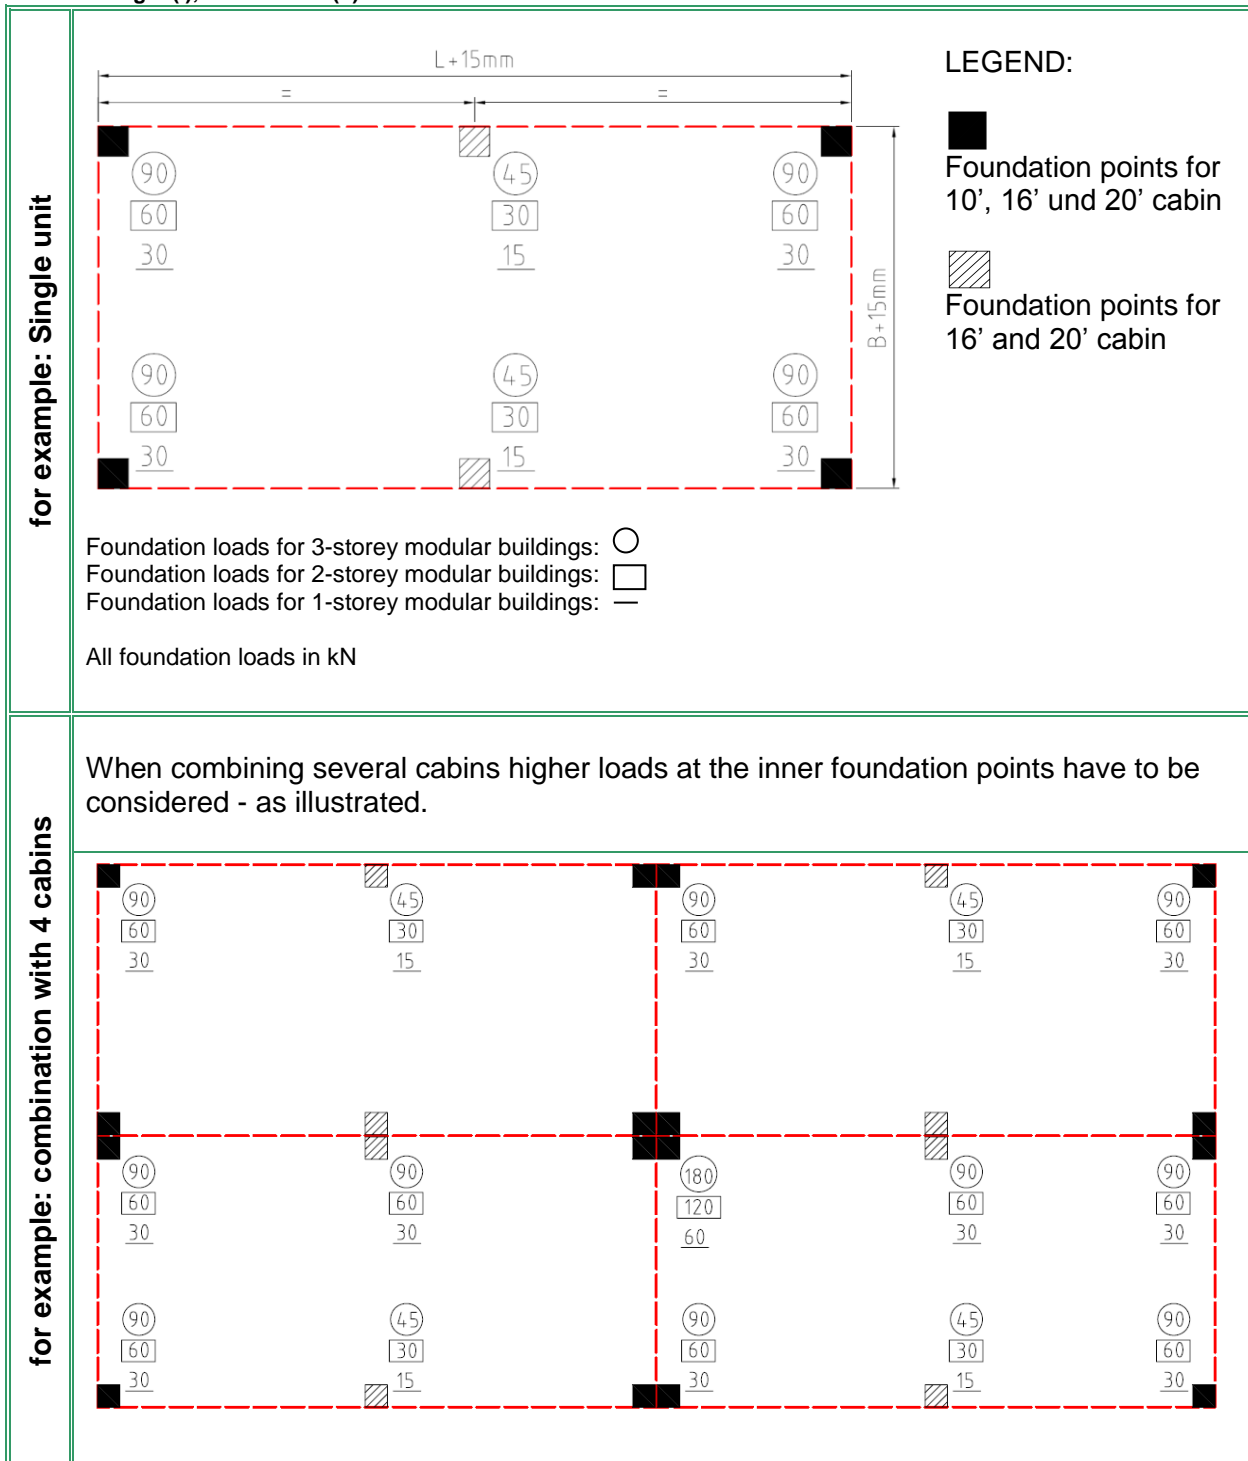 for example: Single unit
L+15mm
= =
LEGEND:
Foundation points for
10’, 16’ und 20’ cabin
Foundation points for
16’ and 20’ cabin
B+15mm
90 45 90
60 30 60
30 15 30
90 45 90
60 30 60
30 15 30
Foundation loads for 3-storey modular buildings:
Foundation loads for 2-storey modular buildings:
Foundation loads for 1-storey modular buildings:
All foundation loads in kN
for example: combination with 4 cabins
When combining several cabins higher loads at the inner foundation points have to be
considered - as illustrated.
90 45 90 45 90
60 30 60 30 60
30 15 30 15 30
90 90 180 90 90
60 60 120 60 60
30 30 60 30 30
90 45 90 45 90
60 30 60 30 60
30 15 30 15 30